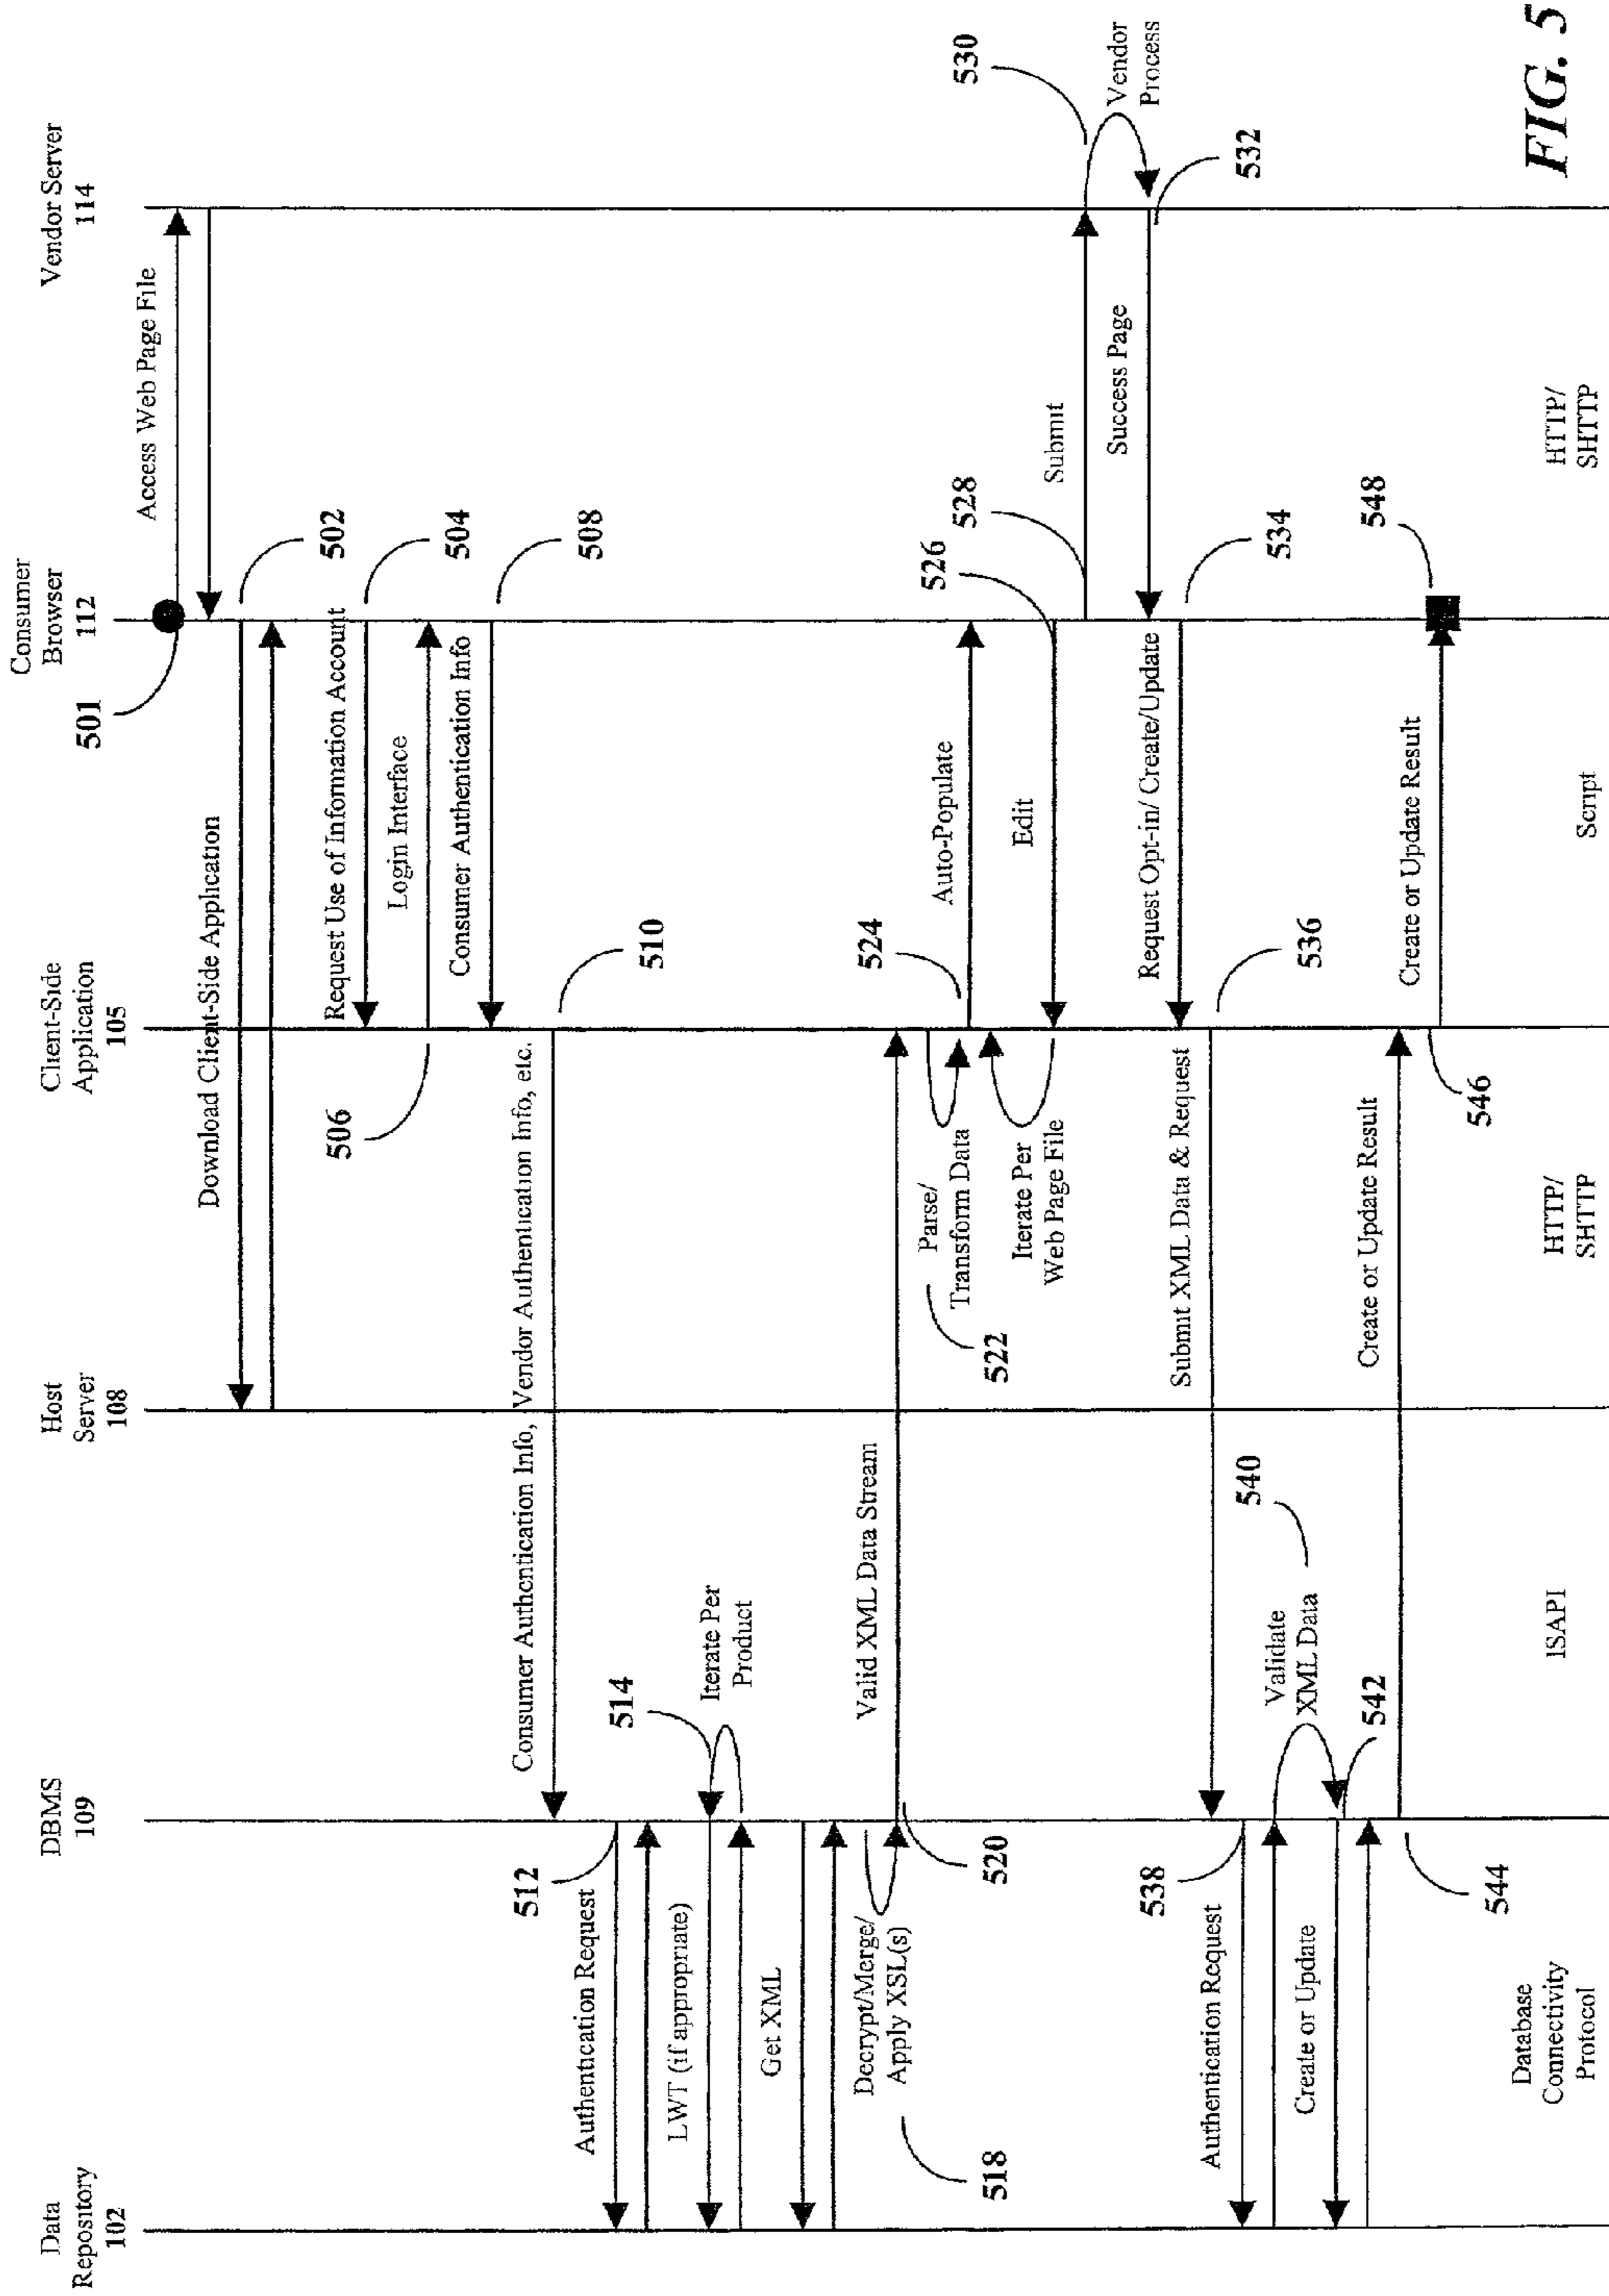 Data
Repository
102
DBMS
109
Host
Server
108
Client-Side
Application
105
Consumer
Browser
112
Vendor Server
114
501
Access Web Page File
Download Client-Side Application
502
Request Use of Information Account
504
Login Interface
506
Consumer Authentication Info
508
Consumer Authentication Info, Vendor Authentication Info, etc.
510
Authentication Request
512
LWT (if appropriate)
514
Iterate Per
Product
Get XML
Decrypt/Merge/
Apply XSL(s)
518
Valid XML Data Stream
520
Parse/
Transform Data
522
Auto-Populate
524
Iterate Per
Web Page File
Edit
526
Submit
528
530
Vendor
Process
Success Page
532
Request Opt-in/ Create/Update
534
Submit XML Data & Request
536
Authentication Request
538
Validate
XML Data
540
Create or Update
542
Create or Update Result
544
Create or Update Result
546
548
Database
Connectivity
Protocol
ISAPI
HTTP/
SHTTP
Script
HTTP/
SHTTP
FIG. 5